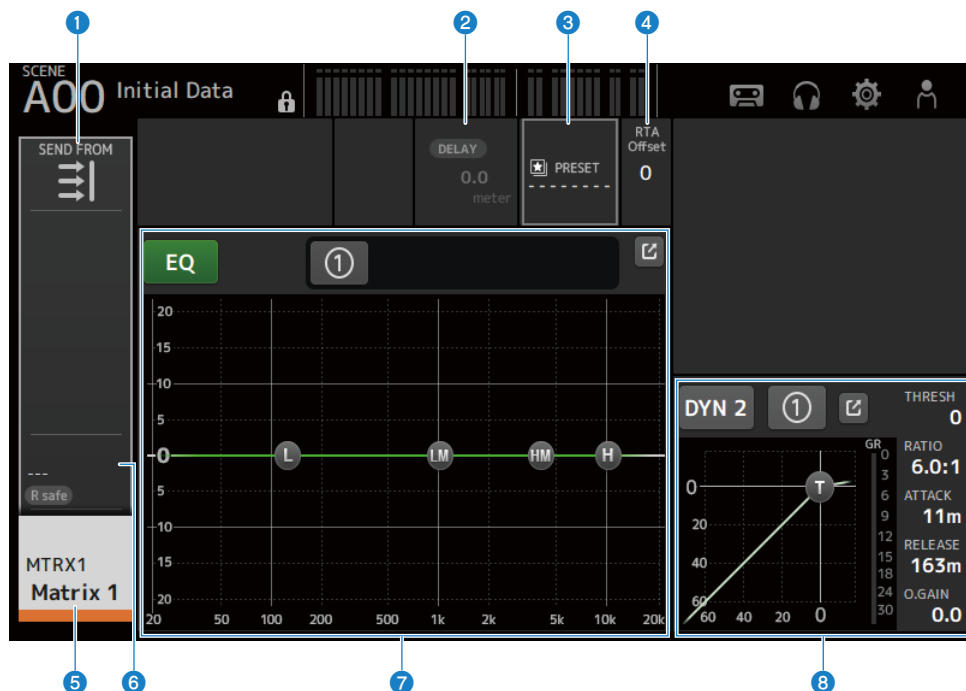 1
2
3
4
SCENE
A00 Initial Data
SEND FROM
DELAY
0.0
meter
PRESET
--------
RTA
Offset
0
EQ
1
20
15
10
5
0
5
10
15
20
L
LM
HM
H
20 50 100 200 500 1k 2k 5k 10k 20k
---
R safe
MTRX1
Matrix 1
DYN 2
1
THRESH
0
RATIO
6.0:1
ATTACK
11m
RELEASE
163m
O.GAIN
0.0
GR
0
3
6
9
12
15
18
24
30
T
0
20
40
60
60 40 20 0
5
6
7
8